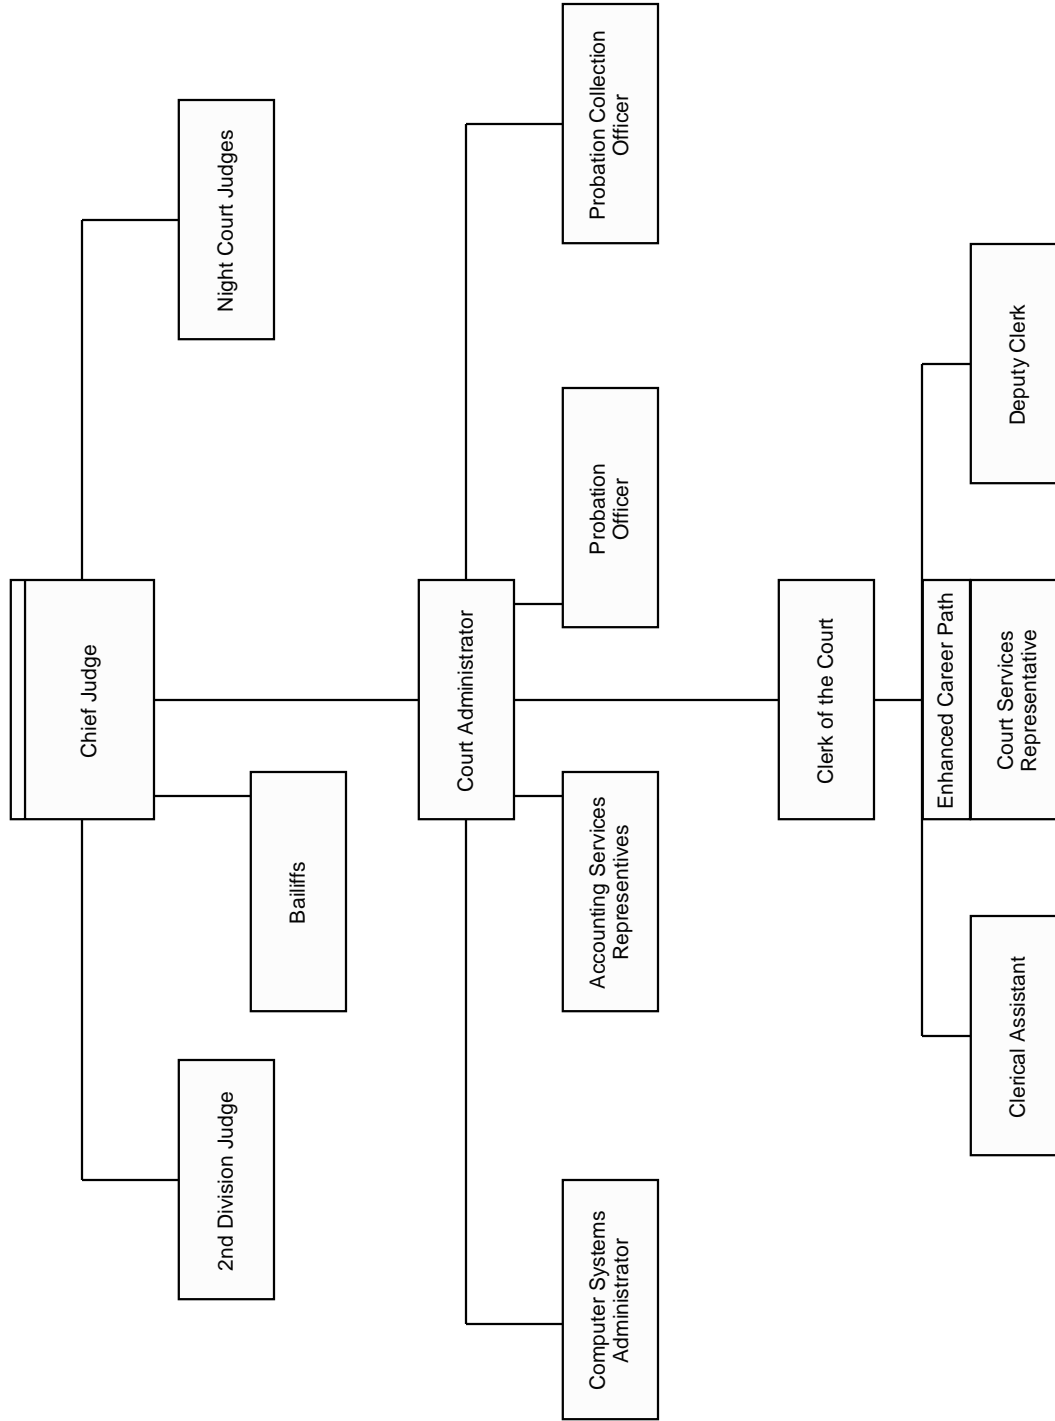 Chief Judge
2nd Division Judge
Night Court Judges
Bailiffs
Court Administrator
Computer Systems
Administrator
Accounting Services
Representives
Probation
Officer
Probation Collection
Officer
Clerk of the Court
Enhanced Career Path
Clerical Assistant
Court Services
Representative
Deputy Clerk